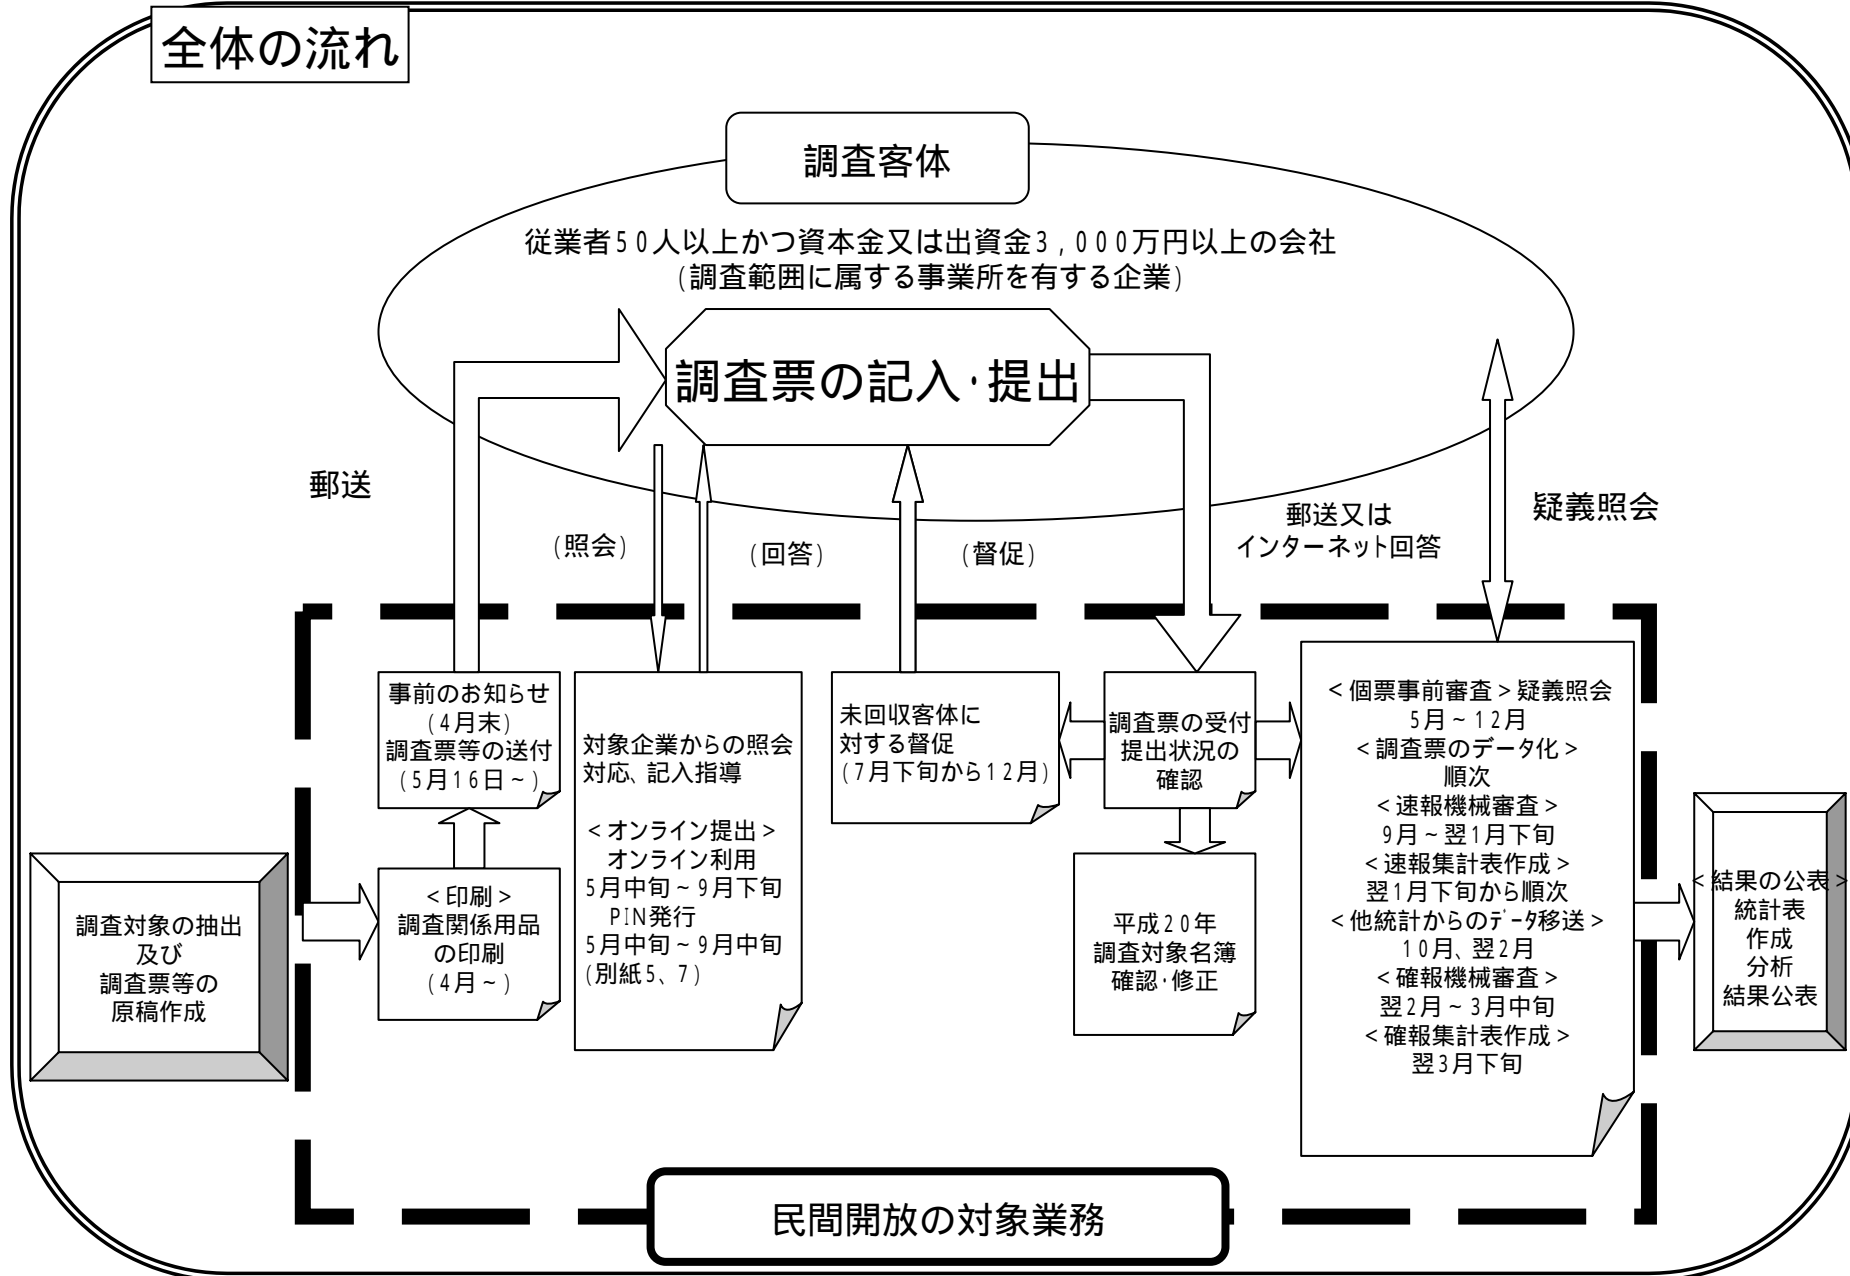 全体の流れ
調査客体
従業者50人以上かつ資本金又は出資金3,000万円以上の会社
(調査範囲に属する事業所を有する企業)
調査票の記入・提出
郵送
(照会)
(回答)
(督促)
郵送又は
インターネット回答
疑義照会
事前のお知らせ
(4月末)
調査票等の送付
(5月16日~)
対象企業からの照会
対応、記入指導
<オンライン提出>
オンライン利用
5月中旬~9月下旬
PIN発行
5月中旬~9月中旬
(別紙5、7)
未回収客体に
対する督促
(7月下旬から12月)
調査票の受付
提出状況の
確認
<個票事前審査>疑義照会
5月~12月
<調査票のデータ化>
順次
<速報機械審査>
9月~翌1月下旬
<速報集計表作成>
翌1月下旬から順次
<他統計からのデータ移送>
10月、翌2月
<確報機械審査>
翌2月~3月中旬
<確報集計表作成>
翌3月下旬
調査対象の抽出
及び
調査票等の
原稿作成
<印刷>
調査関係用品
の印刷
(4月~)
平成20年
調査対象名簿
確認・修正
<結果の公表>
統計表
作成
分析
結果公表
民間開放の対象業務